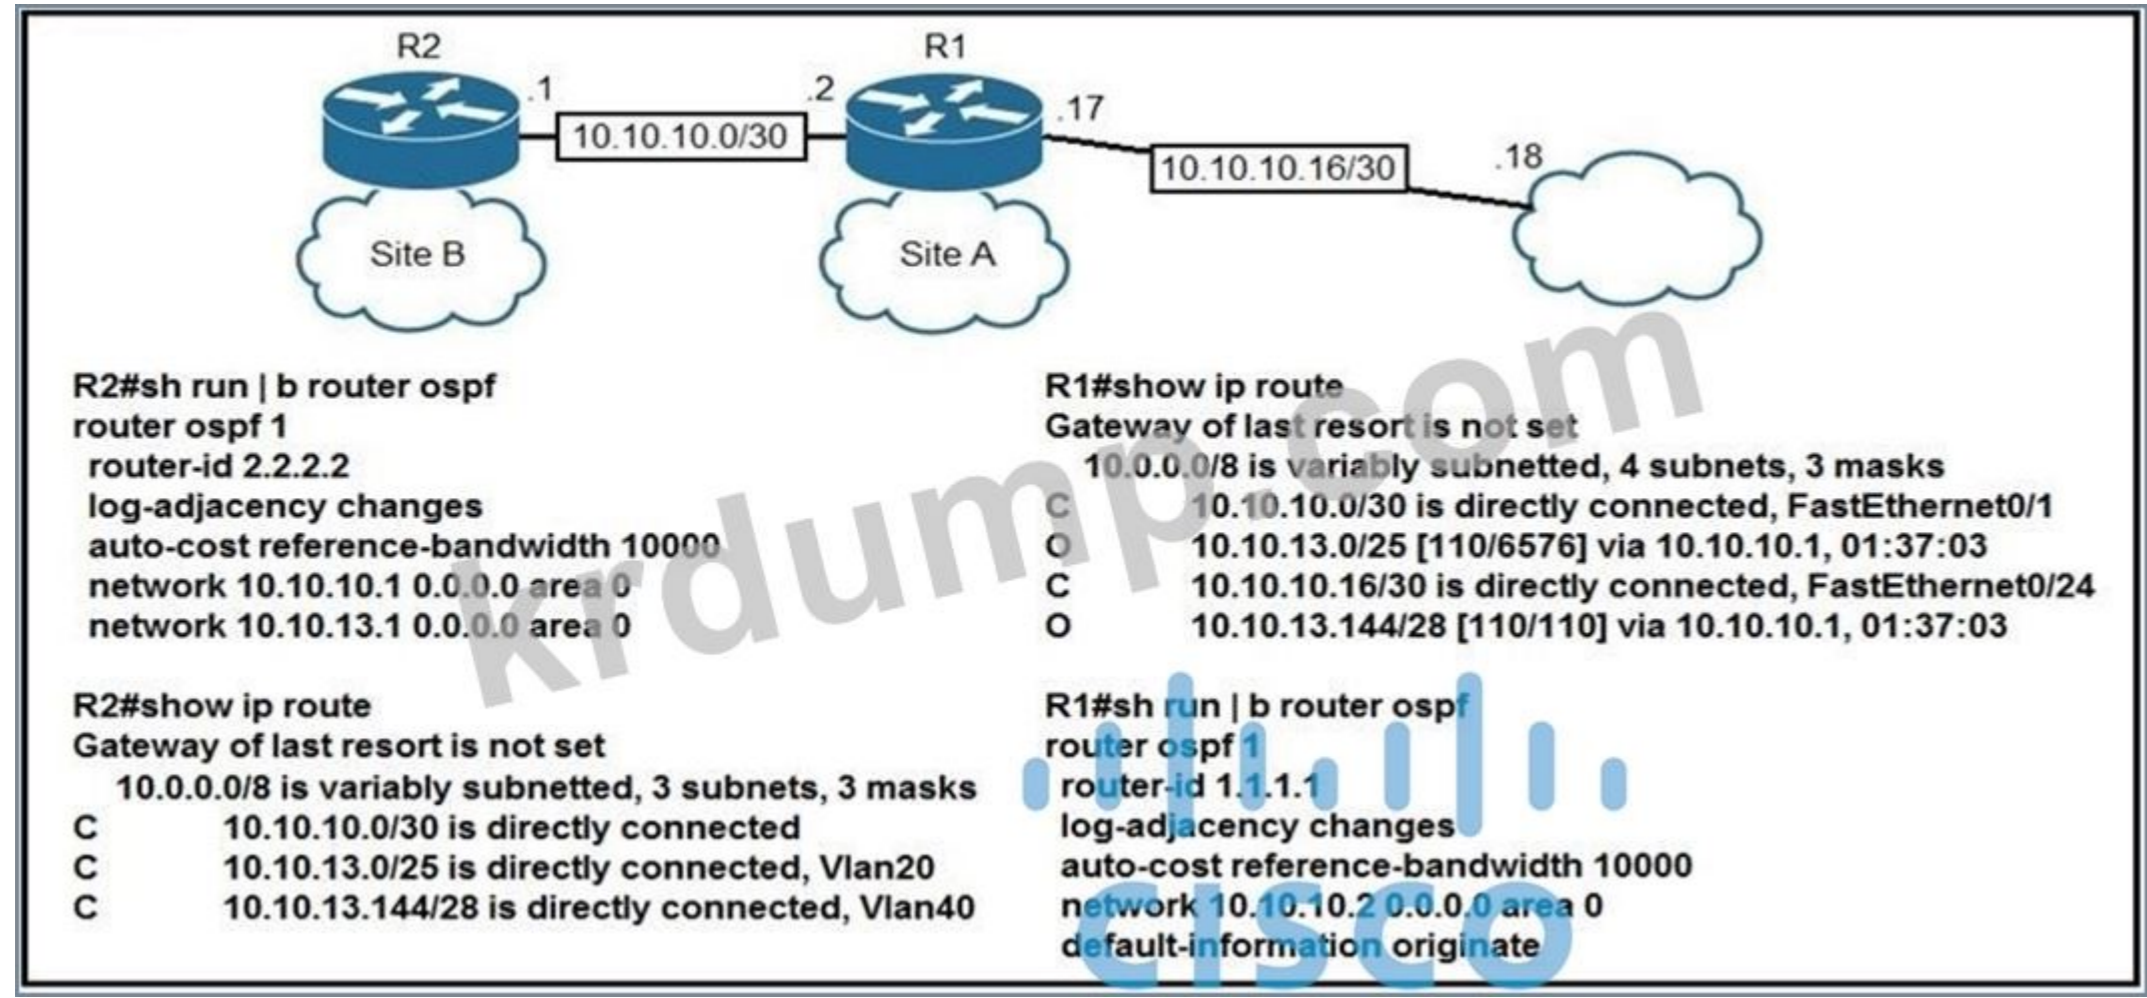 R2
R1
.1
.2
.17
10.10.10.0/30
10.10.10.16/30
.18
Site B
Site A
R2#sh run | b router ospf
router ospf 1
router-id 2.2.2.2
log-adjacency changes
auto-cost reference-bandwidth 10000
network 10.10.10.1 0.0.0.0 area 0
network 10.10.13.1 0.0.0.0 area 0
R2#show ip route
Gateway of last resort is not set
10.0.0.0/8 is variably subnetted, 3 subnets, 3 masks
C 10.10.10.0/30 is directly connected
C 10.10.13.0/25 is directly connected, Vlan20
C 10.10.13.144/28 is directly connected, Vlan40
R1#show ip route
Gateway of last resort is not set
10.0.0.0/8 is variably subnetted, 4 subnets, 3 masks
C 10.10.10.0/30 is directly connected, FastEthernet0/1
O 10.10.13.0/25 [110/6576] via 10.10.10.1, 01:37:03
C 10.10.10.16/30 is directly connected, FastEthernet0/24
O 10.10.13.144/28 [110/110] via 10.10.10.1, 01:37:03
R1#sh run | b router ospf
router ospf 1
router-id 1.1.1.1
log-adjacency changes
auto-cost reference-bandwidth 10000
network 10.10.10.2 0.0.0.0 area 0
default-information originate
krdump.com
CISCO